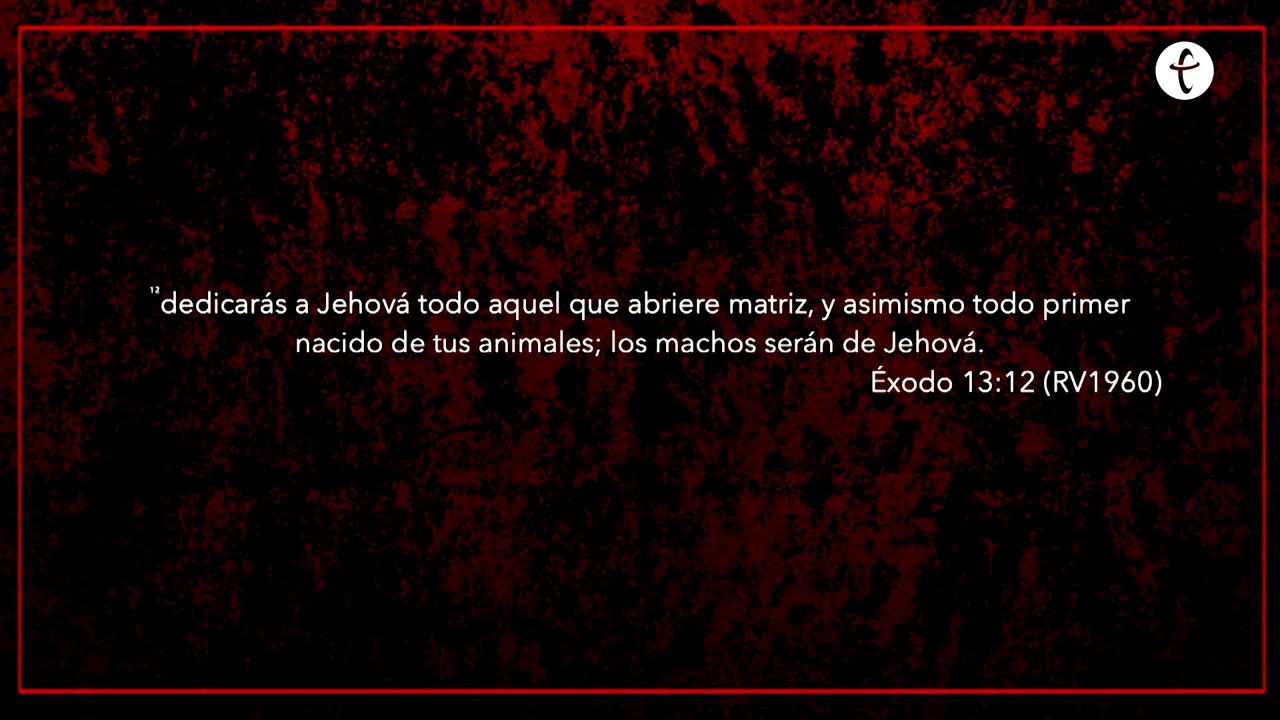 ¹²dedicarás a Jehová todo aquel que abriere matriz, y asimismo todo primer
nacido de tus animales; los machos serán de Jehová.
Éxodo 13:12 (RV1960)